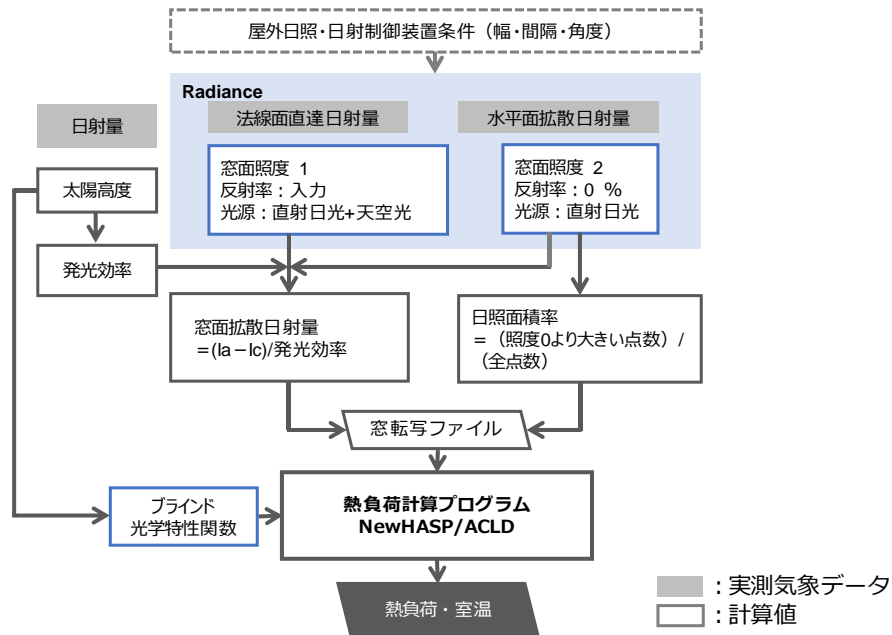 屋外日照・日射制御装置条件（幅・間隔・角度）
Radiance
日射量
法線面直達日射量
水平面拡散日射量
窓面照度 1
反射率：入力
光源：直射日光+天空光
窓面照度 2
反射率：0 %
光源：直射日光
太陽高度
発光効率
窓面拡散日射量
＝(Ia－Ic)/発光効率
日照面積率
＝（照度0より大きい点数）/
（全点数）
窓転写ファイル
ブラインド
光学特性関数
熱負荷計算プログラム
NewHASP/ACLD
熱負荷・室温
：実測気象データ
：計算値